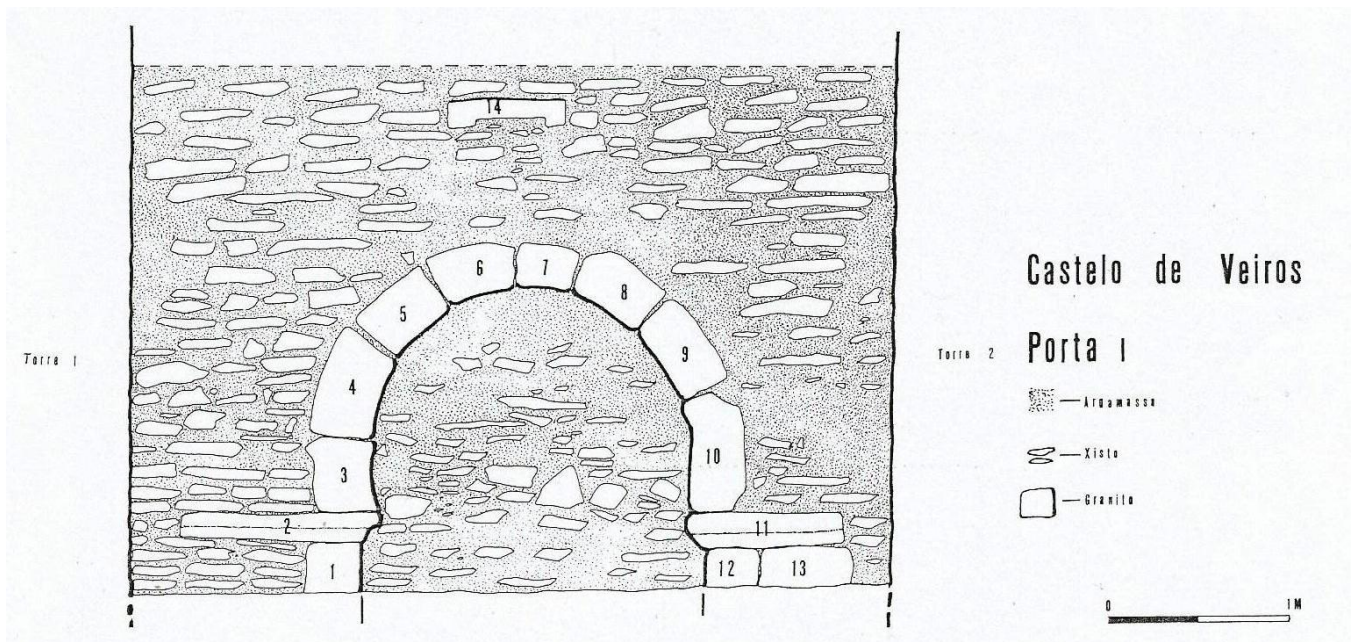 14
6 7
5 8
9
4
3 10
2 11
1 12 13
Torre 1
Torre 2
Castelo de Veiros
Porta I
Argamassa
Xisto
Granito
0 1M